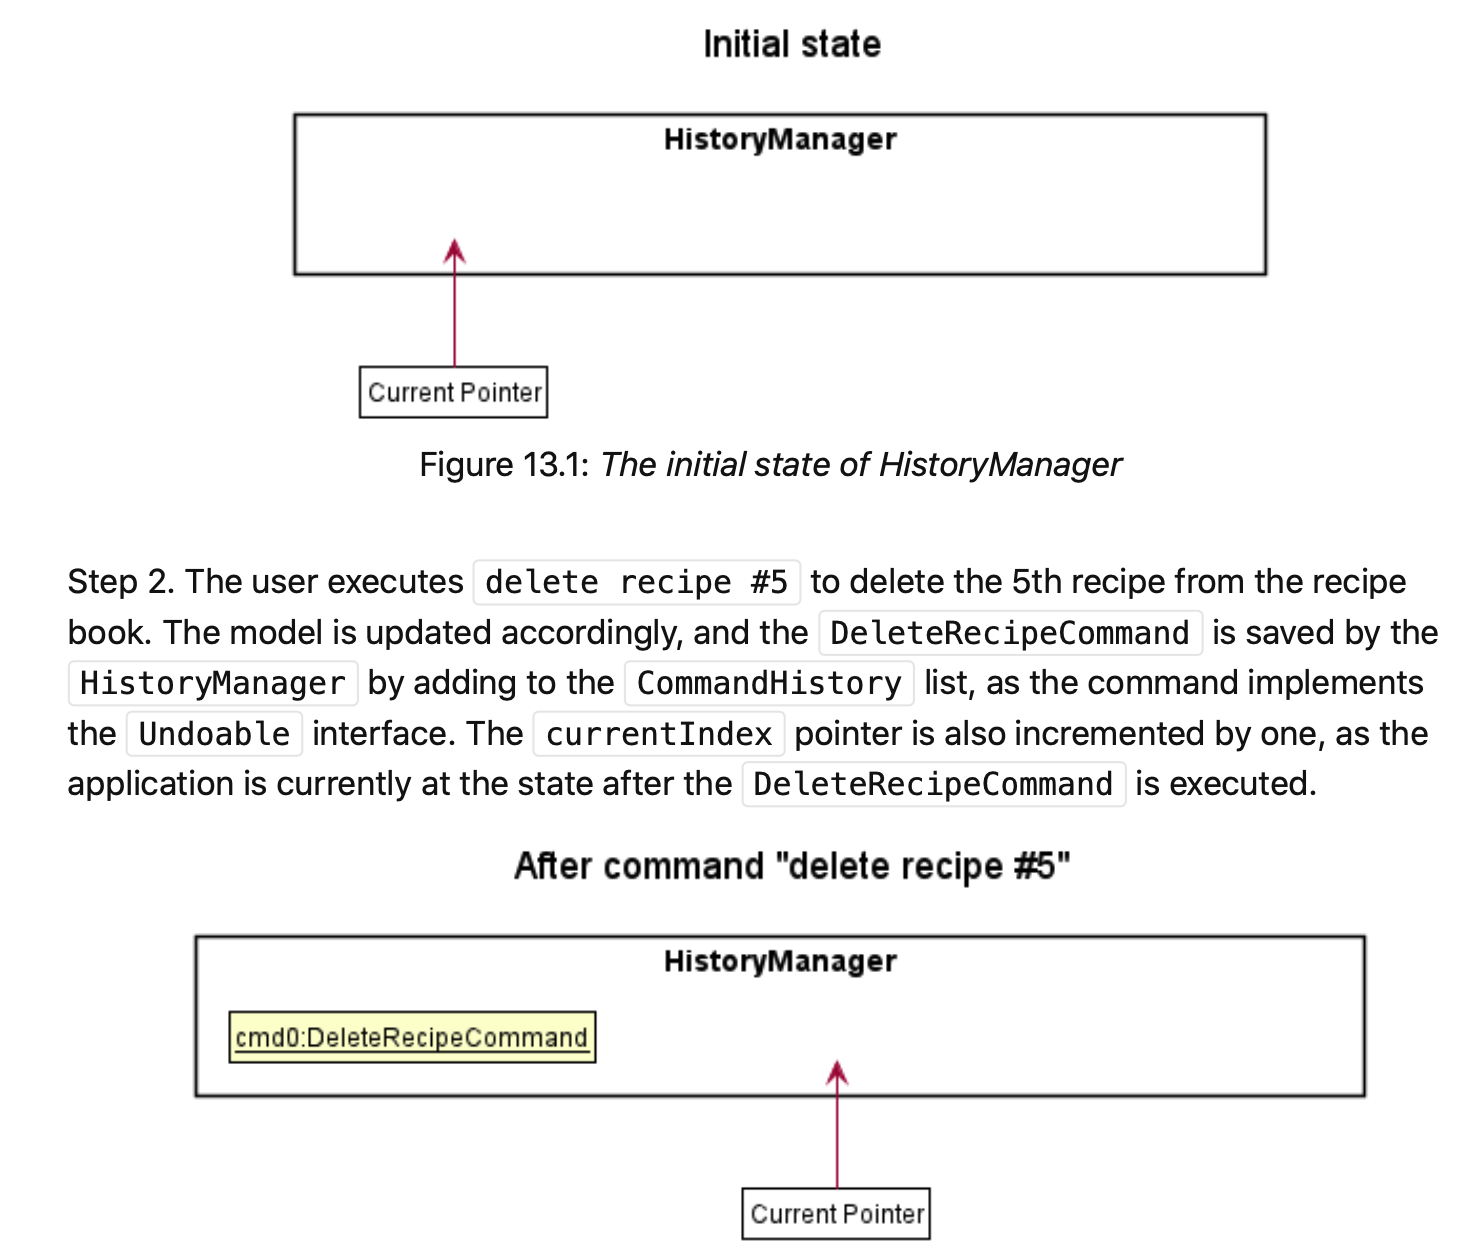 Initial state
HistoryManager
Current Pointer
Figure 13.1: The initial state of HistoryManager
Step 2. The user executes delete recipe #5 to delete the 5th recipe from the recipe
book. The model is updated accordingly, and the DeleteRecipeCommand is saved by the
HistoryManager by adding to the CommandHistory list, as the command implements
the Undoable interface. The currentIndex pointer is also incremented by one, as the
application is currently at the state after the DeleteRecipeCommand is executed.
After command "delete recipe #5"
HistoryManager
cmd0:DeleteRecipeCommand
Current Pointer